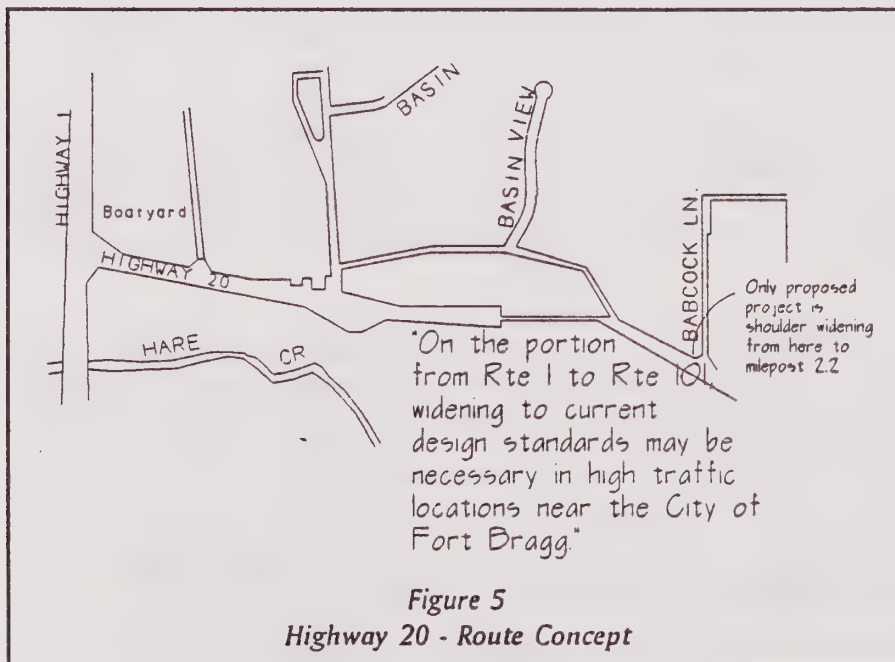 HIGHWAY 1
Boatyard
HIGHWAY 20
BASIN
BASIN VIEW
BABCOCK LN.
HARE CR
Only proposed
project is
shoulder widening
from here to
milepost 2.2
"On the portion
from Rte 1 to Rte 101,
widening to current
design standards may be
necessary in high traffic
locations near the City of
Fort Bragg."
Figure 5
Highway 20 - Route Concept